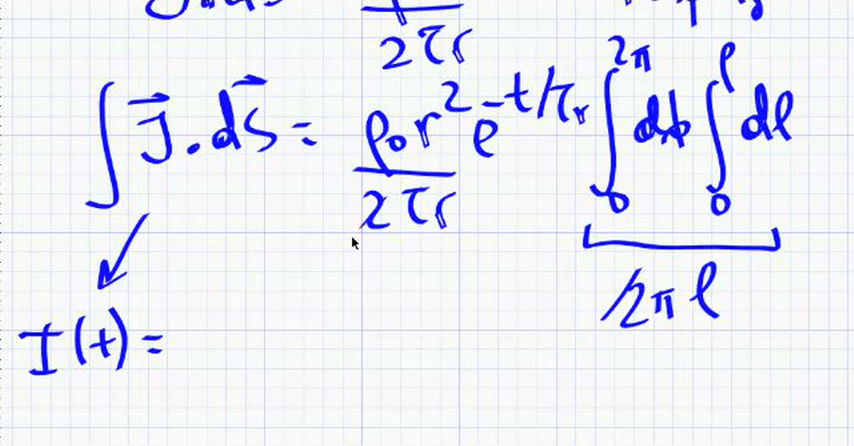 2τr
∫ J⃗ . ds⃗ = ρ₀r² e^(-t/τr) / 2τr ∫₀^2π dϕ ∫₀^ℓ dℓ
2π ℓ
I(t) =